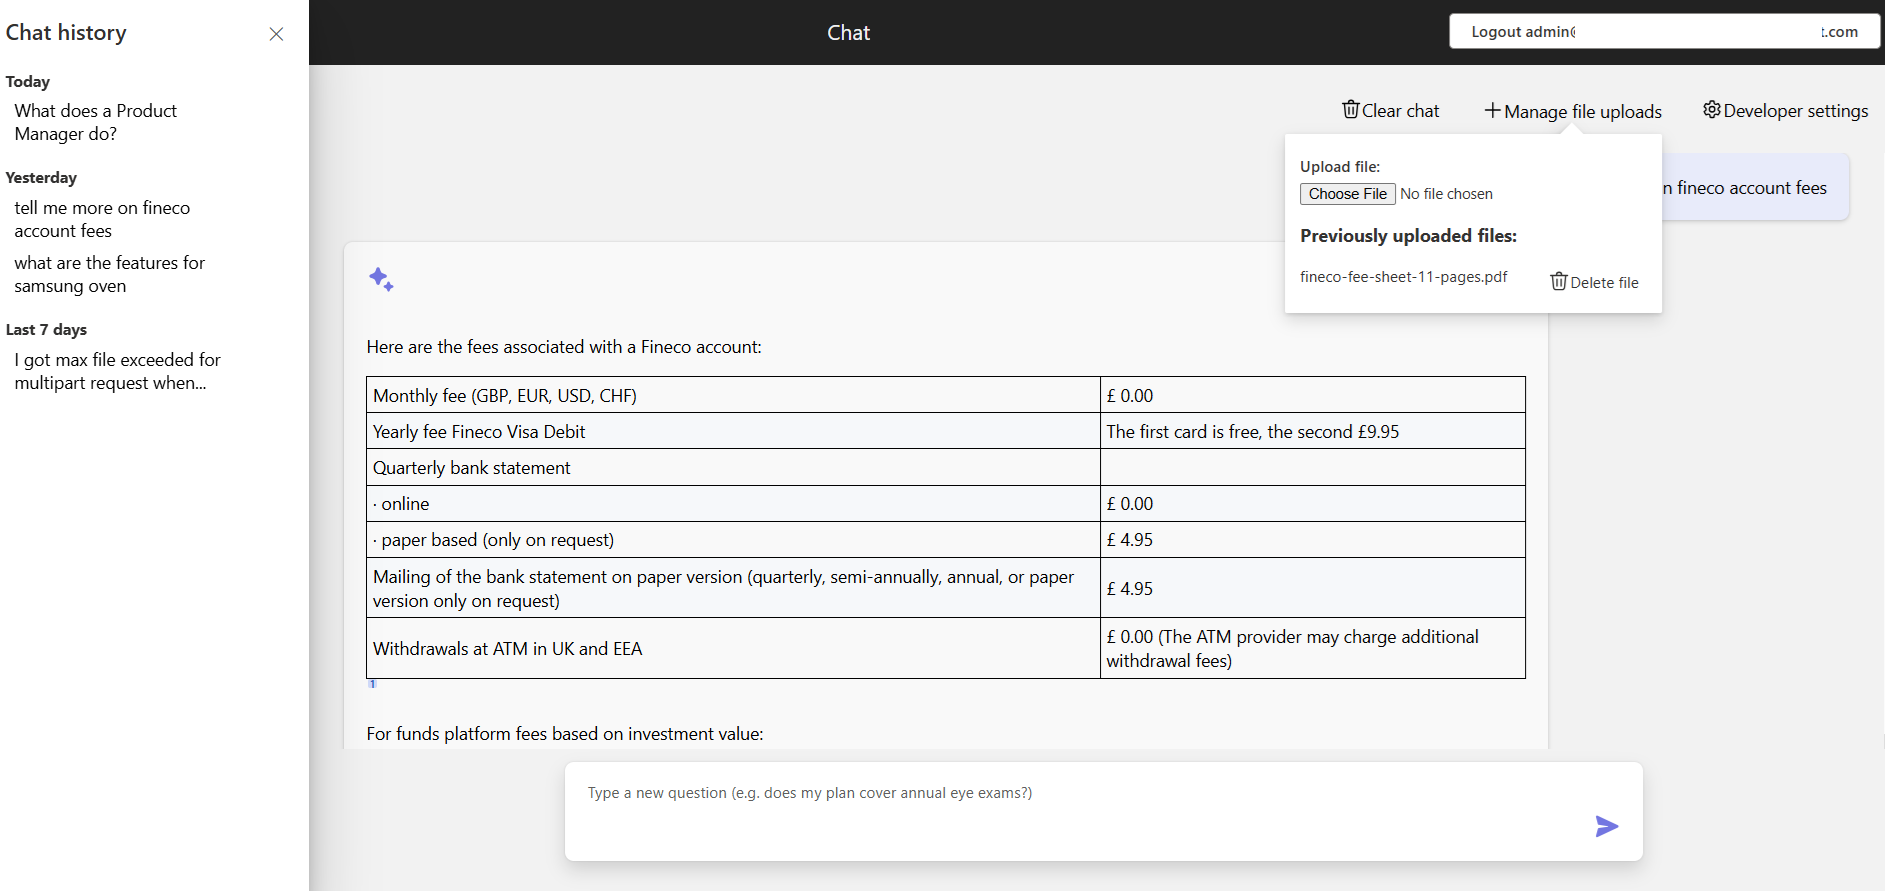 Chat history
Today
What does a Product
Manager do?
Yesterday
tell me more on fineco
account fees
what are the features for
samsung oven
Last 7 days
I got max file exceeded for
multipart request when...
Chat
Logout admin@
t.com
Clear chat
Manage file uploads
Developer settings
Upload file:
Choose File No file chosen
Previously uploaded files:
fineco-fee-sheet-11-pages.pdf
Delete file
n fineco account fees
Here are the fees associated with a Fineco account:
Monthly fee (GBP, EUR, USD, CHF)
£ 0.00
Yearly fee Fineco Visa Debit
The first card is free, the second £9.95
Quarterly bank statement
· online
£ 0.00
· paper based (only on request)
£ 4.95
Mailing of the bank statement on paper version (quarterly, semi-annually, annual, or paper
version only on request)
£ 4.95
Withdrawals at ATM in UK and EEA
£ 0.00 (The ATM provider may charge additional
withdrawal fees)
1
For funds platform fees based on investment value:
Type a new question (e.g. does my plan cover annual eye exams?)